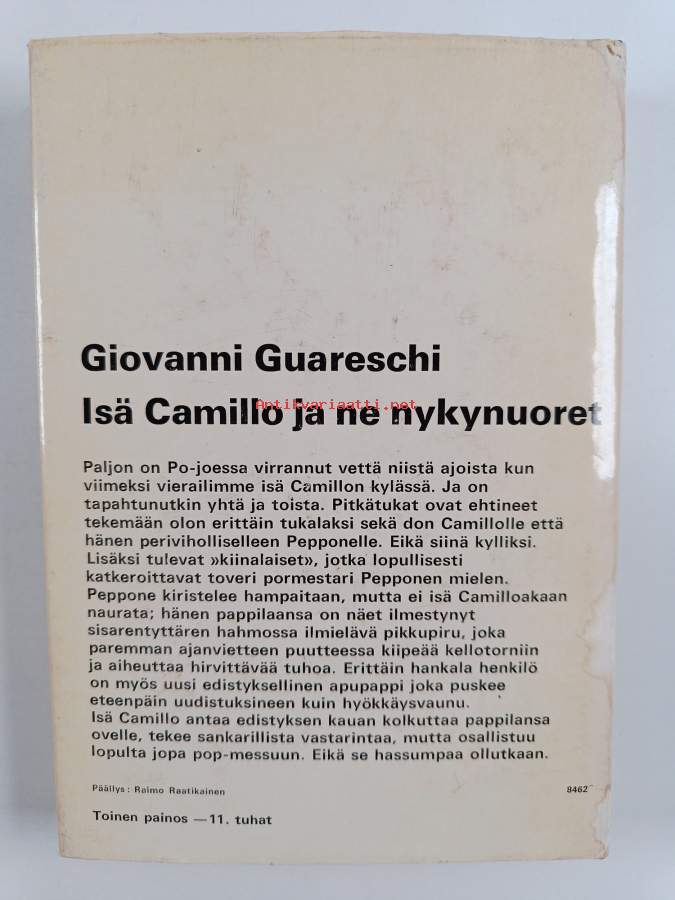 Giovanni Guareschi
Isä Camillo ja ne nykynuoret
Antikvariaatti.net
Paljon on Po-joessa virrannut vettä niistä ajoista kun
viimeksi vierailimme isä Camillon kylässä. Ja on
tapahtunutkin yhtä ja toista. Pitkätukat ovat ehtineet
tekemään olon erittäin tukalaksi sekä don Camillolle että
hänen periviholliselleen Pepponelle. Eikä siinä kylliksi.
Lisäksi tulevat »kiinalaiset», jotka lopullisesti
katkeroittavat toveri pormestari Pepponen mielen.
Peppone kiristelee hampaitaan, mutta ei isä Camilloakaan
naurata; hänen pappilaansa on näet ilmestynyt
sisarentyttären hahmossa ilmielävä pikkupiru, joka
paremman ajanvietteen puutteessa kiipeää kellotorniin
ja aiheuttaa hirvittävää tuhoa. Erittäin hankala henkilö
on myös uusi edistyksellinen apupappi joka puskee
eteenpäin uudistuksineen kuin hyökkäysvaunu.
Isä Camillo antaa edistyksen kauan kolkuttaa pappilansa
ovelle, tekee sankarillista vastarintaa, mutta osallistuu
lopulta jopa pop-messuun. Eikä se hassumpaa ollutkaan.
Päällys: Raimo Raatikainen 8462
Toinen painos — 11. tuhat